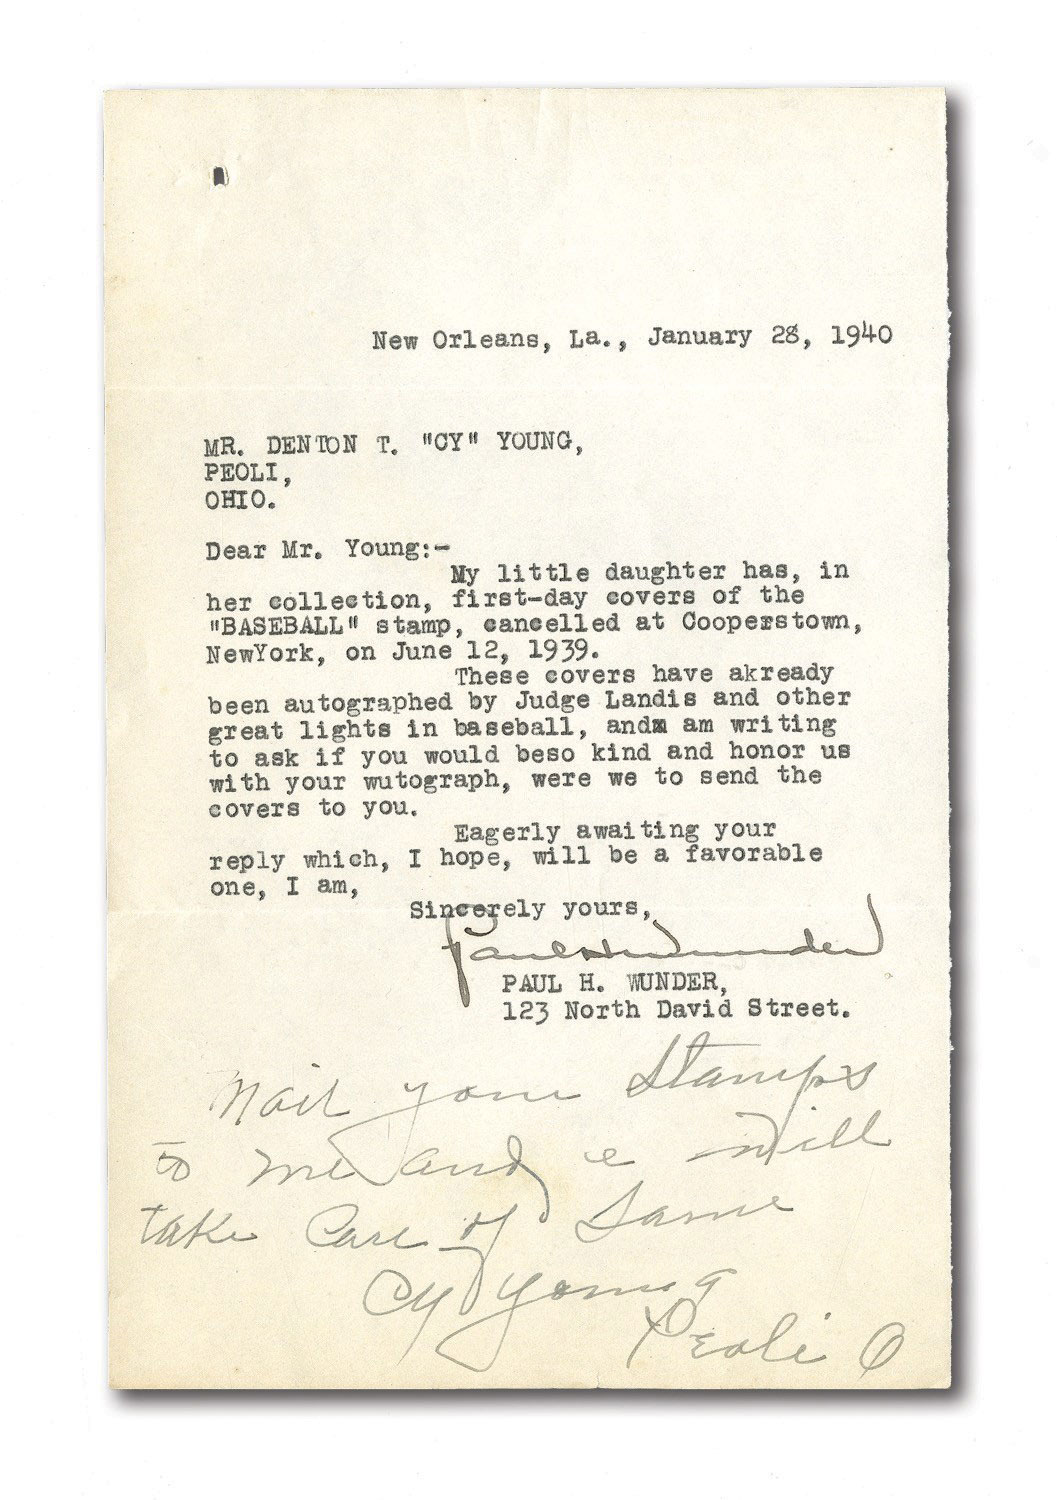 New Orleans, La., January 28, 1940
MR. DENTON T. "CY" YOUNG,
PEOLI,
OHIO.
Dear Mr. Young:-
My little daughter has, in
her collection, first-day covers of the
"BASEBALL" stamp, cancelled at Cooperstown,
NewYork, on June 12, 1939.
These covers have akready
been autographed by Judge Landis and other
great lights in baseball, and am writing
to ask if you would beso kind and honor us
with your wutograph, were we to send the
covers to you.
Eagerly awaiting your
reply which, I hope, will be a favorable
one, I am,
Sincerely yours,
Paul H Wunder
PAUL H. WUNDER,
123 North David Street.
Mail your Stamps
to me and i will
take Care of Same
Cy Young
Peoli O